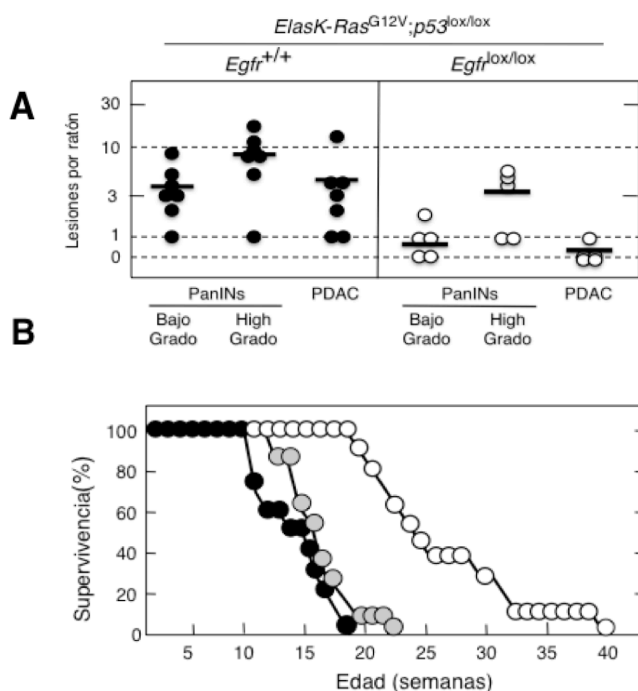 ElasK-Ras^G12V;p53^lox/lox
Egfr^+/+ Egfr^lox/lox
A
Lesiones por ratón
30
10
3
1
0
PanINs PDAC PanINs PDAC
Bajo Grado High Grado Bajo Grado High Grado
B
Supervivencia(%)
100
80
60
40
20
0
5 10 15 20 25 30 35 40
Edad (semanas)